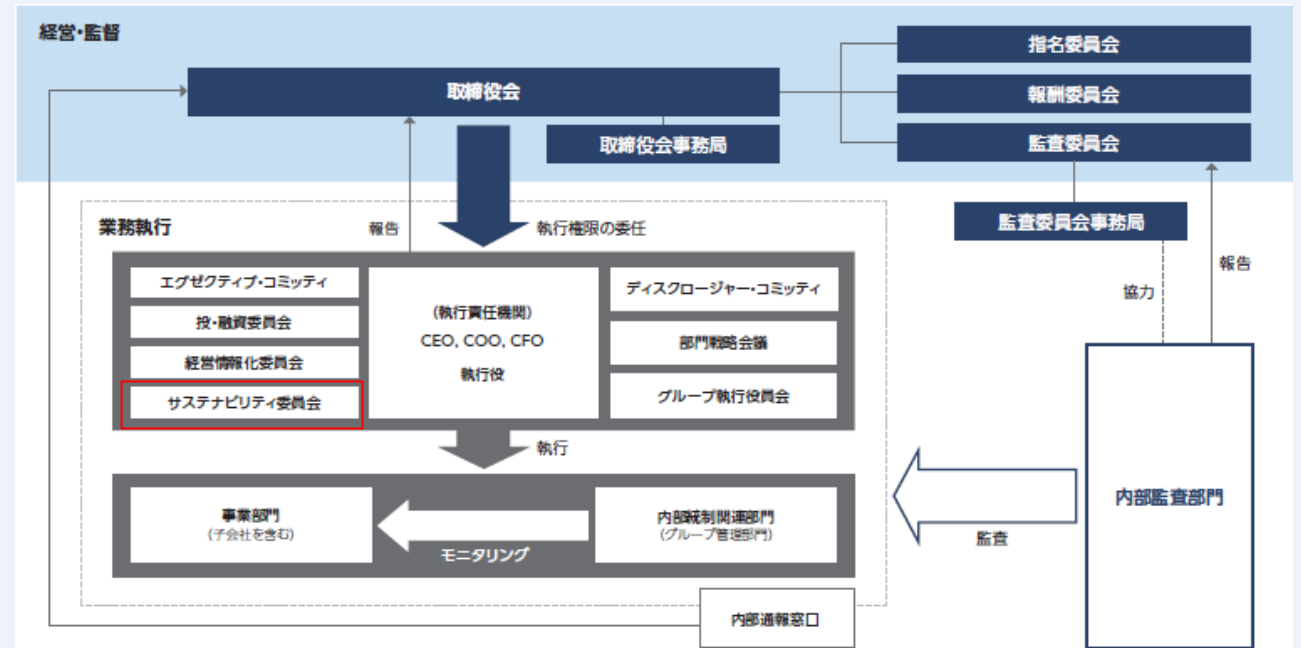 経営・監督
指名委員会
取締役会
報酬委員会
取締役会事務局
監査委員会
業務執行
報告
執行権限の委任
監査委員会事務局
報告
協力
エグゼクティブ・コミッティ
投・融資委員会
経営情報化委員会
サステナビリティ委員会
(執行責任機関)
CEO, COO, CFO
執行役
ディスクロージャー・コミッティ
部門戦略会議
グループ執行役員会
執行
事業部門
(子会社を含む)
モニタリング
内部統制関連部門
(グループ管理部門)
監査
内部監査部門
内部通報窓口